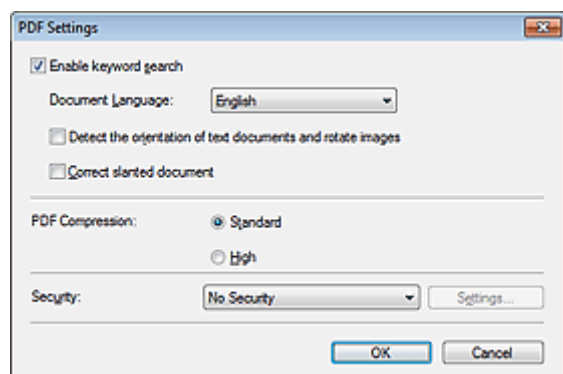 PDF Settings
Enable keyword search
Document Language: English
Detect the orientation of text documents and rotate images
Correct slanted document
PDF Compression: Standard
High
Security: No Security Settings...
OK Cancel